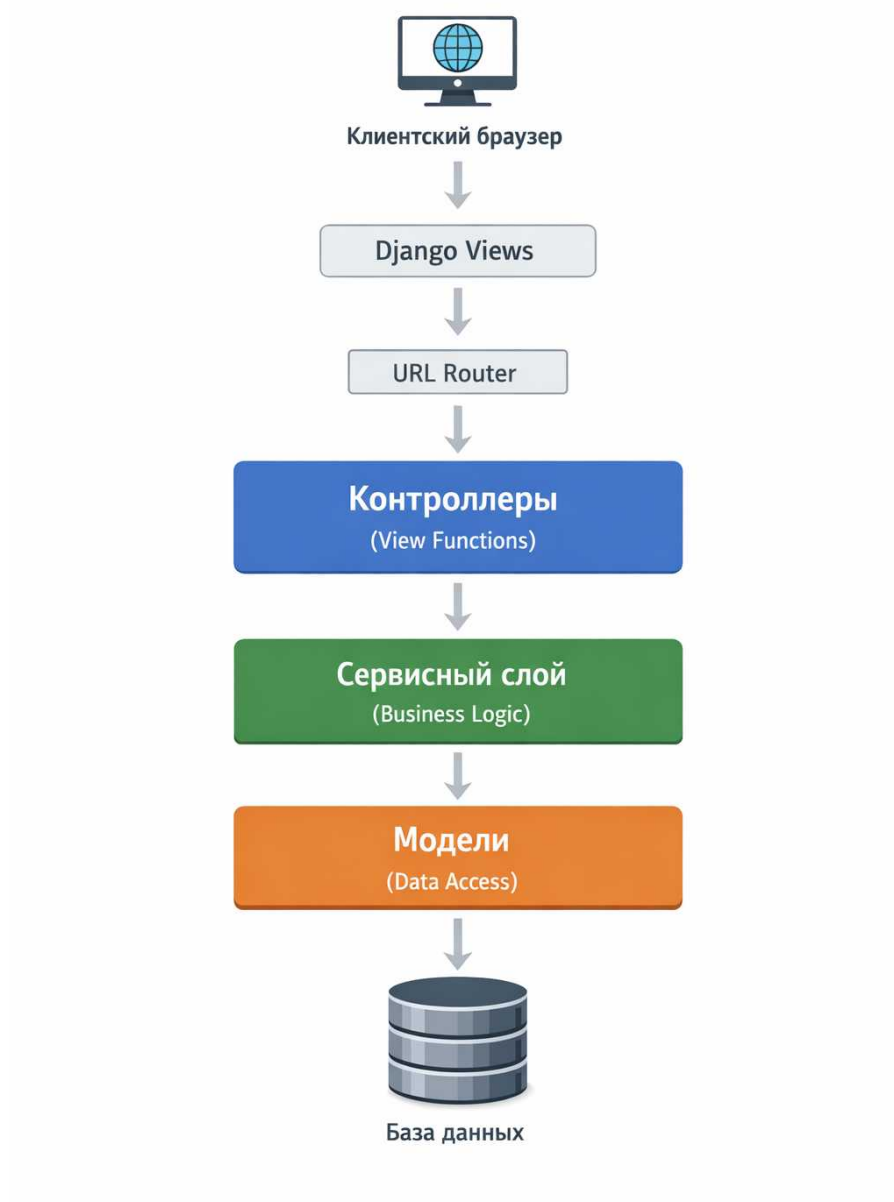 Клиентский браузер
Django Views
URL Router
Контроллеры
(View Functions)
Сервисный слой
(Business Logic)
Модели
(Data Access)
База данных